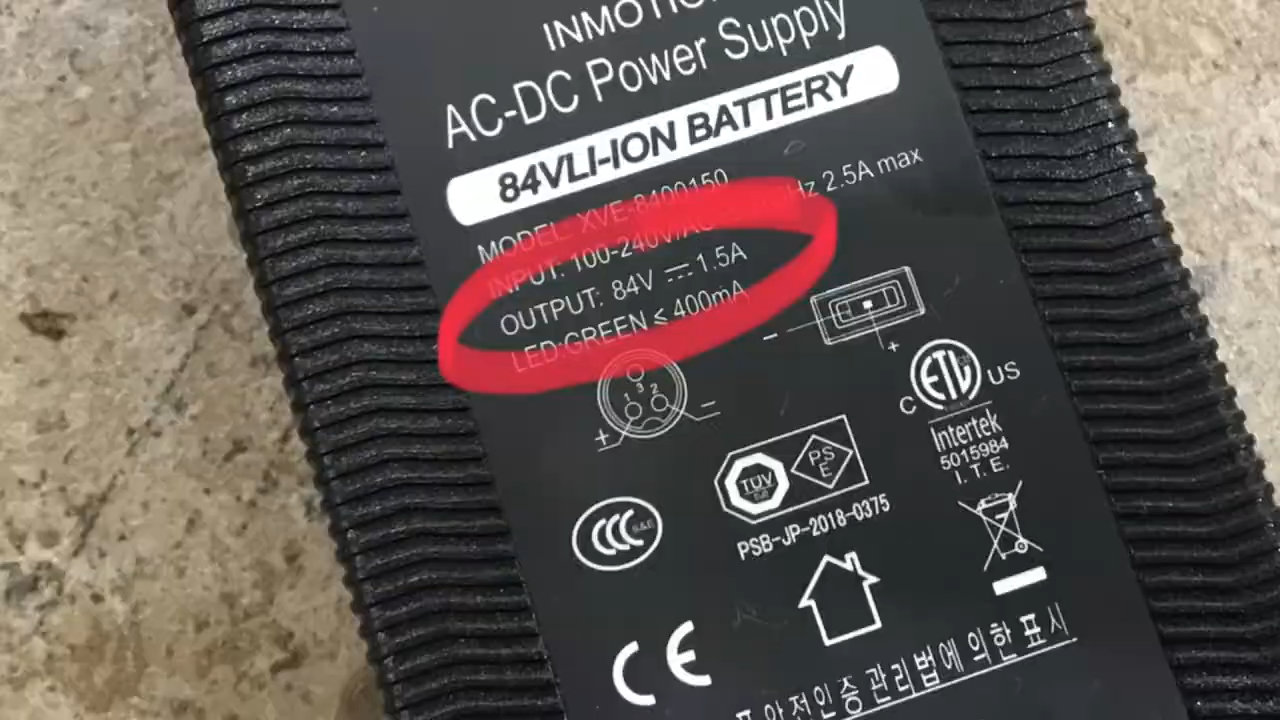 INMOTIO
AC-DC Power Supply
84VLI-ION BATTERY
MODEL: XVE-8400150
INPUT: 100-240V/AC Hz 2.5A max
OUTPUT: 84V ⎓ 1.5A
LED:GREEN ≤ 400mA
− +
1 3 2
+ −
C ETL US
Intertek
5015984
I. T. E.
TUV
PS
E
PSB-JP-2018-0375
CCC S&E
CE
안전인증관리법에 의한 표시